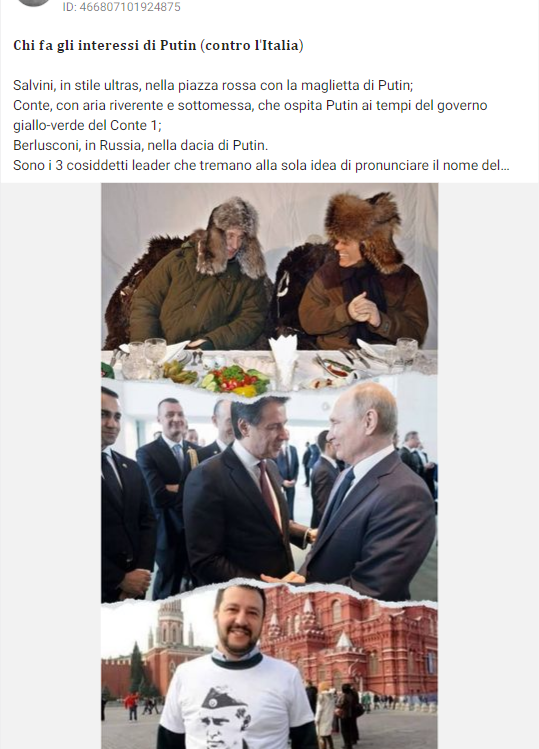 ID: 466807101924875
Chi fa gli interessi di Putin (contro l'Italia)
Salvini, in stile ultras, nella piazza rossa con la maglietta di Putin;
Conte, con aria riverente e sottomessa, che ospita Putin ai tempi del governo
giallo-verde del Conte 1;
Berlusconi, in Russia, nella dacia di Putin.
Sono i 3 cosiddetti leader che tremano alla sola idea di pronunciare il nome del...